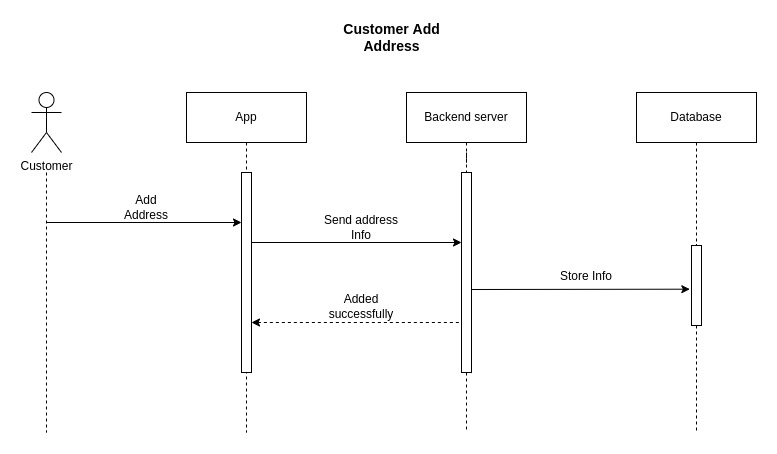 Customer Add
Address
App
Backend server
Database
Customer
Add
Address
Send address
Info
Store Info
Added
successfully